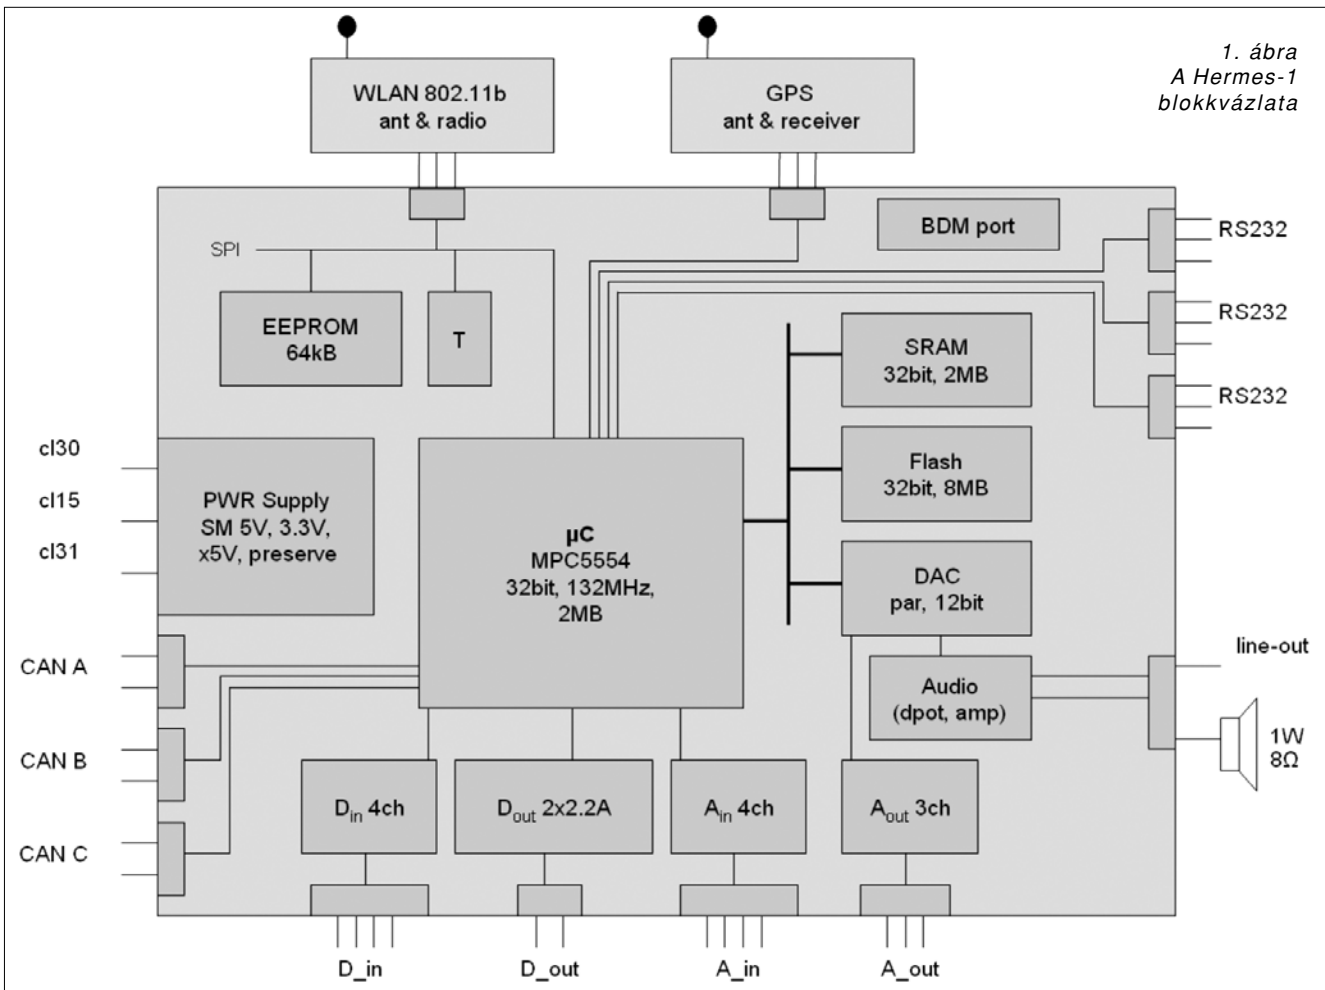 1. ábra
A Hermes-1
blokkvázlata
WLAN 802.11b
ant & radio
GPS
ant & receiver
BDM port
RS232
RS232
RS232
SPI
EEPROM
64kB
T
SRAM
32bit, 2MB
Flash
32bit, 8MB
DAC
par, 12bit
cl30
cl15
cl31
PWR Supply
SM 5V, 3.3V,
x5V, preserve
µC
MPC5554
32bit, 132MHz,
2MB
CAN A
CAN B
CAN C
Audio
(dpot, amp)
line-out
1W
8Ω
Din 4ch
Dout 2x2.2A
Ain 4ch
Aout 3ch
D_in
D_out
A_in
A_out